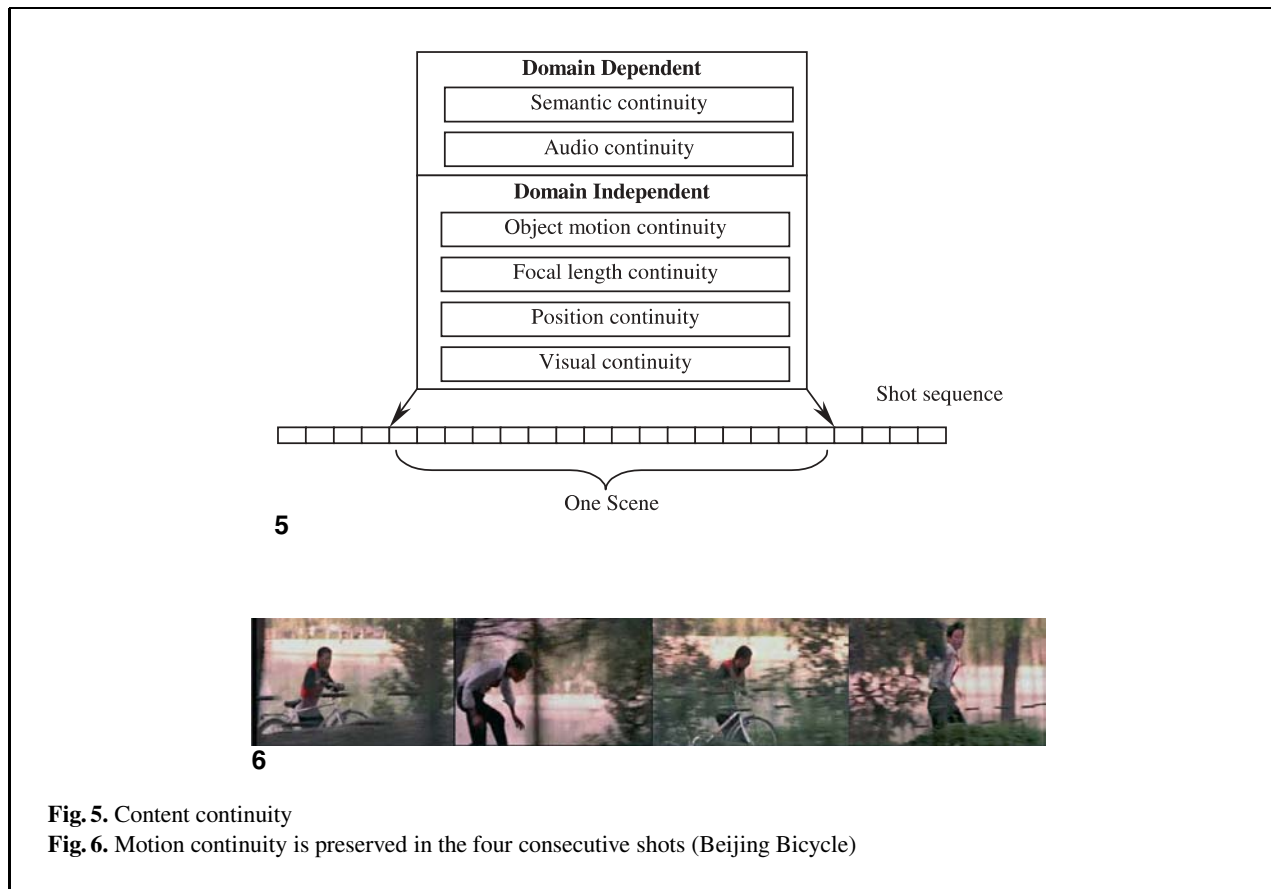 Domain Dependent
Semantic continuity
Audio continuity
Domain Independent
Object motion continuity
Focal length continuity
Position continuity
Visual continuity
Shot sequence
One Scene
5
6
Fig. 5. Content continuity
Fig. 6. Motion continuity is preserved in the four consecutive shots (Beijing Bicycle)